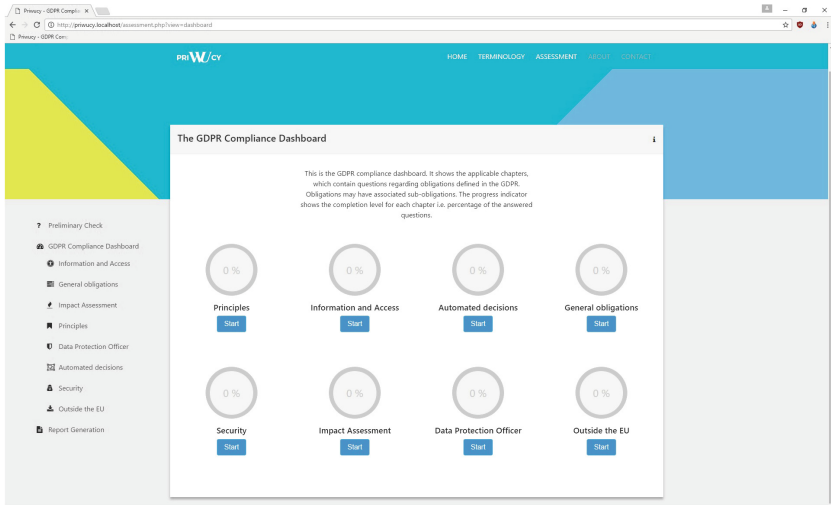 Priwucy - GDPR Complia
http://priwucy.localhost/assessment.php?view=dashboard
Priwucy - GDPR Com
PRIWU/CY
HOME TERMINOLOGY ASSESSMENT ABOUT CONTACT
The GDPR Compliance Dashboard
This is the GDPR compliance dashboard. It shows the applicable chapters,
which contain questions regarding obligations defined in the GDPR.
Obligations may have associated sub-obligations. The progress indicator
shows the completion level for each chapter i.e. percentage of the answered
questions.
? Preliminary Check
GDPR Compliance Dashboard
Information and Access
General obligations
Impact Assessment
Principles
Data Protection Officer
Automated decisions
Security
Outside the EU
Report Generation
0 % 0 % 0 % 0 %
Principles Information and Access Automated decisions General obligations
Start Start Start Start
0 % 0 % 0 % 0 %
Security Impact Assessment Data Protection Officer Outside the EU
Start Start Start Start